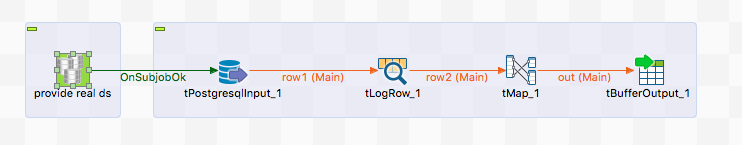 OnSubjobOk
row1 (Main)
row2 (Main)
out (Main)
provide real ds
tPostgresqlInput_1
tLogRow_1
tMap_1
tBufferOutput_1